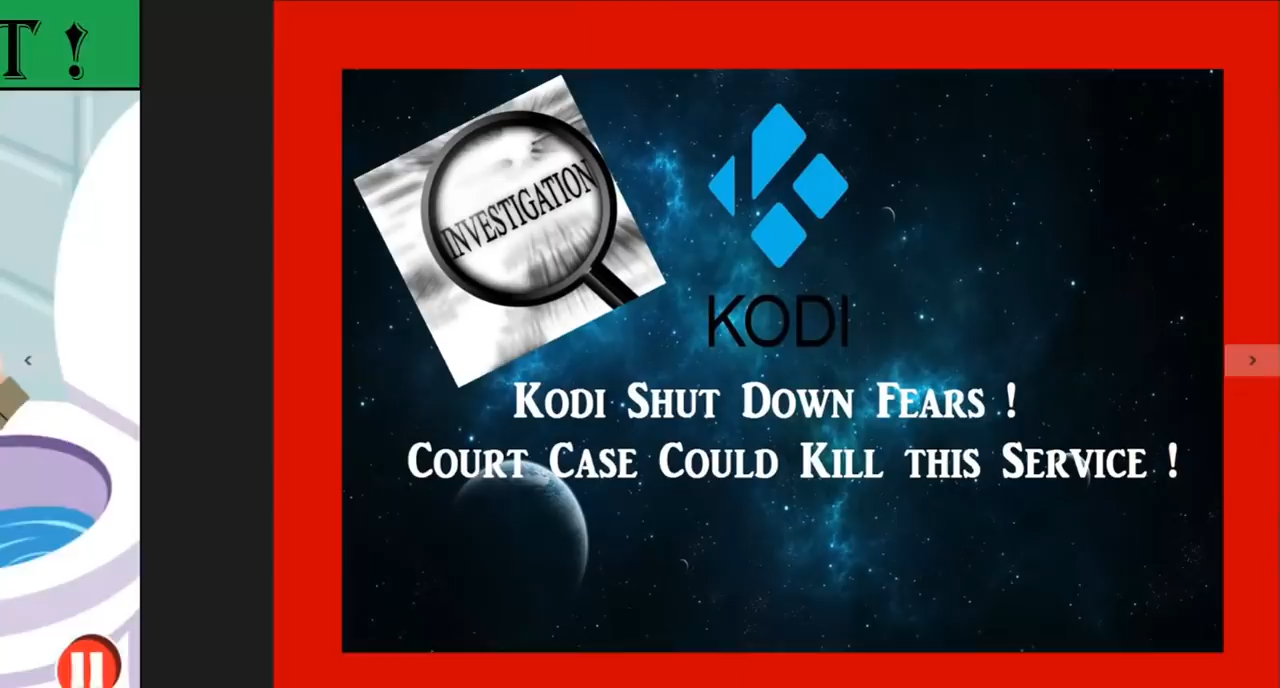 T !
INVESTIGATION
KODI
KODI SHUT DOWN FEARS !
COURT CASE COULD KILL THIS SERVICE !